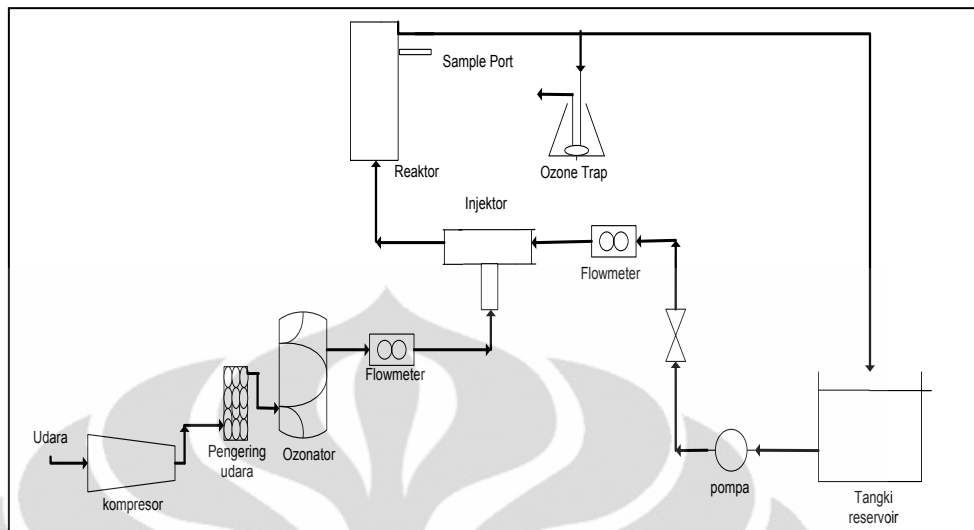 Sample Port
Reaktor
Ozone Trap
Injektor
Flowmeter
Flowmeter
Udara
kompresor
Pengering
udara
Ozonator
pompa
Tangki
reservoir